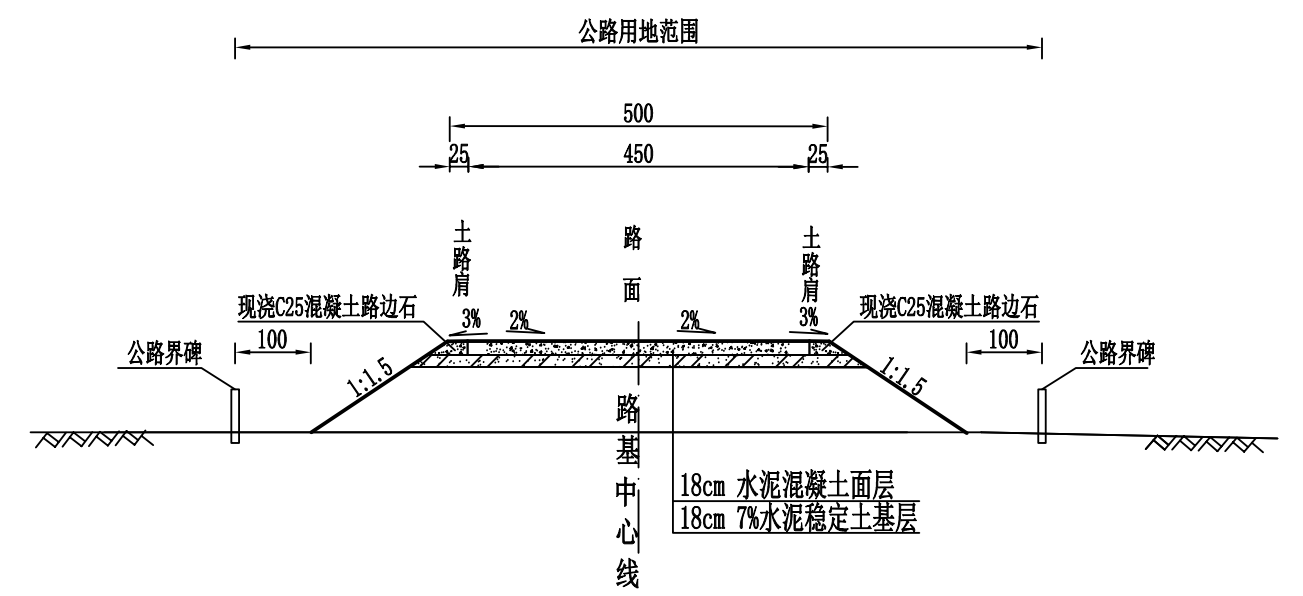 公路用地范围
500
25
450
25
土路肩
路面
土路肩
现浇C25混凝土路边石
3%
2%
2%
3%
现浇C25混凝土路边石
公路界碑
100
100
公路界碑
1:1.5
1:1.5
路基中心线
18cm 水泥混凝土面层
18cm 7%水泥稳定土基层